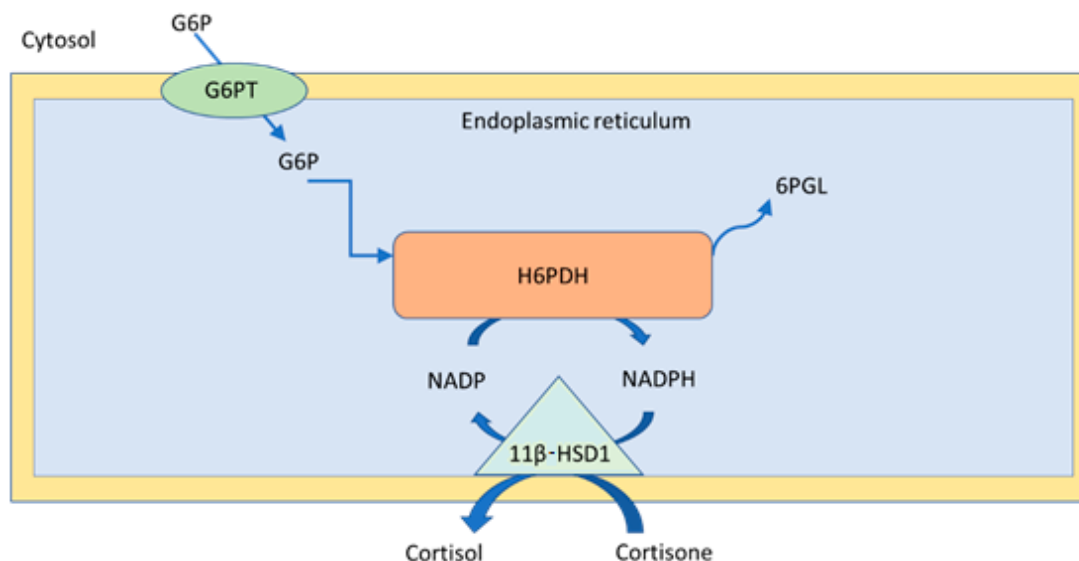 G6P
Cytosol
G6PT
Endoplasmic reticulum
G6P
6PGL
H6PDH
NADP
NADPH
11β-HSD1
Cortisol
Cortisone